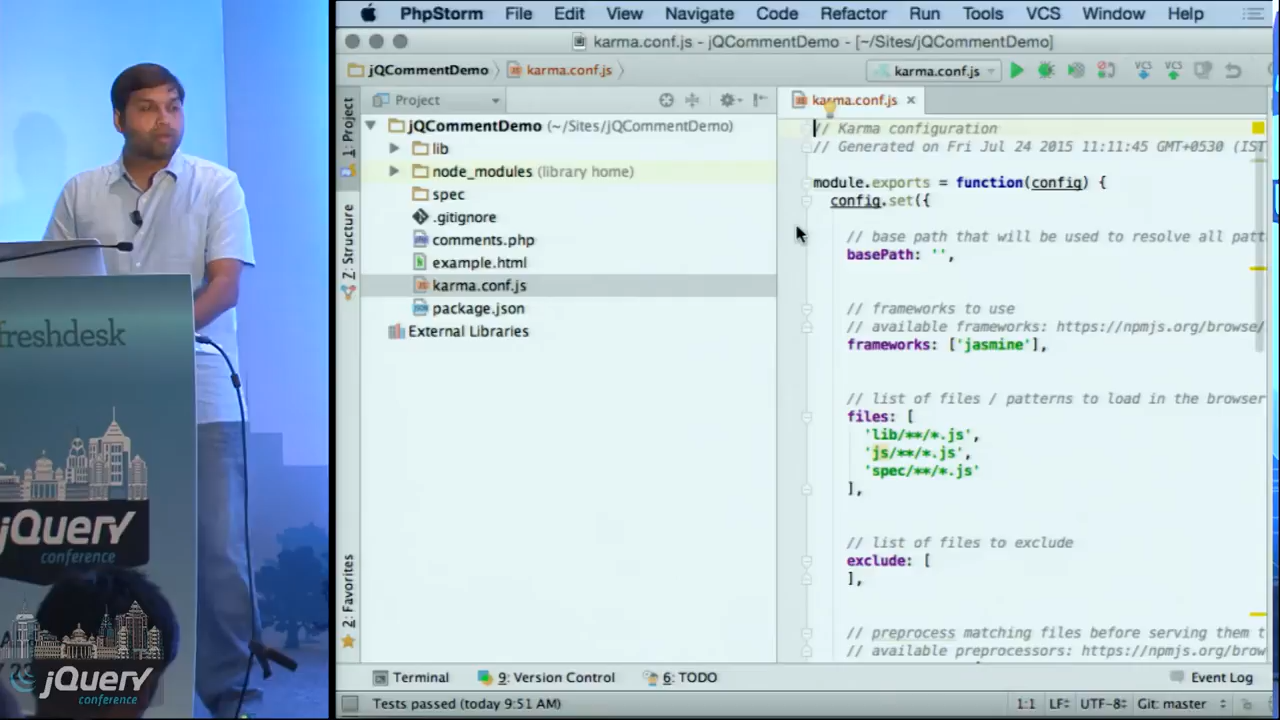 PhpStorm File Edit View Navigate Code Refactor Run Tools VCS Window Help
karma.conf.js - jQCommentDemo - [~/Sites/jQCommentDemo]
jQCommentDemo karma.conf.js
karma.conf.js
VCS VCS
1: Project
Z: Structure
2: Favorites
Project
jQCommentDemo (~/Sites/jQCommentDemo)
lib
node_modules (library home)
spec
.gitignore
comments.php
example.html
karma.conf.js
package.json
External Libraries
karma.conf.js
// Karma configuration
// Generated on Fri Jul 24 2015 11:11:45 GMT+0530 (IST
module.exports = function(config) {
config.set({
// base path that will be used to resolve all patt
basePath: '',
// frameworks to use
// available frameworks: https://npmjs.org/browse/
frameworks: ['jasmine'],
// list of files / patterns to load in the browser
files: [
'lib/**/*.js',
'js/**/*.js',
'spec/**/*.js'
],
// list of files to exclude
exclude: [
],
// preprocess matching files before serving them t
// available preprocessors: https://npmjs.org/brow
Terminal 9: Version Control 6: TODO Event Log
Tests passed (today 9:51 AM) 1:1 LF UTF-8 Git: master
freshdesk
jQuery
conference
jQuery
conference